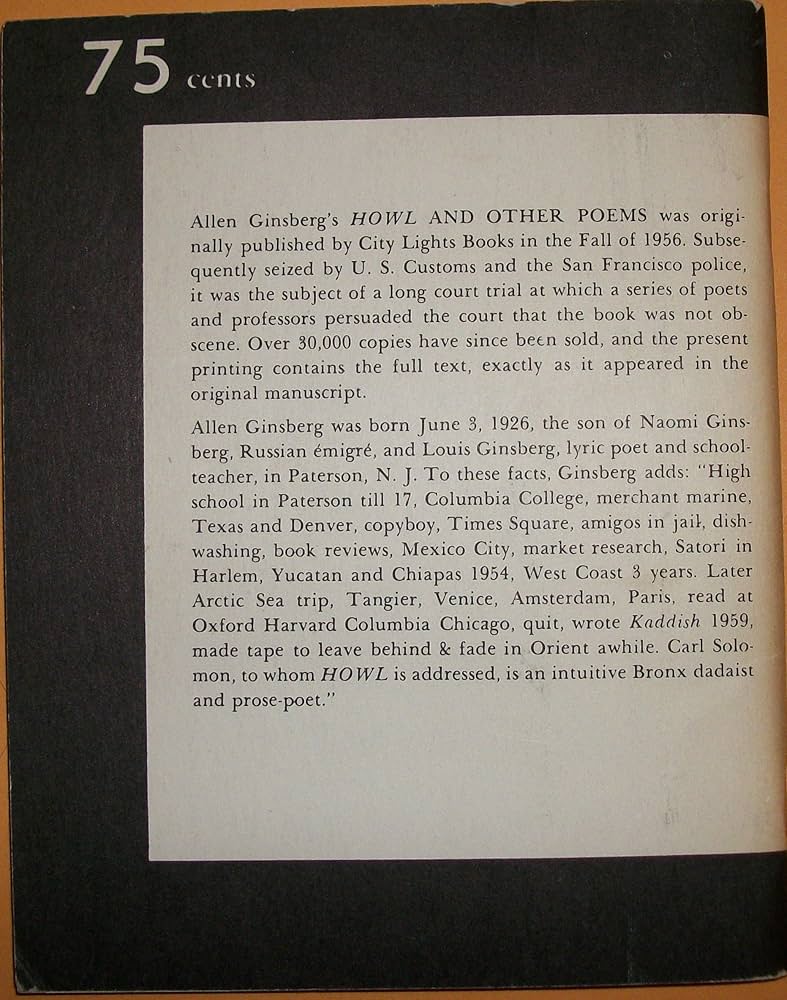 75 cents
Allen Ginsberg's HOWL AND OTHER POEMS was origi-
nally published by City Lights Books in the Fall of 1956. Subse-
quently seized by U. S. Customs and the San Francisco police,
it was the subject of a long court trial at which a series of poets
and professors persuaded the court that the book was not ob-
scene. Over 30,000 copies have since been sold, and the present
printing contains the full text, exactly as it appeared in the
original manuscript.
Allen Ginsberg was born June 3, 1926, the son of Naomi Gins-
berg, Russian émigré, and Louis Ginsberg, lyric poet and school-
teacher, in Paterson, N. J. To these facts, Ginsberg adds: "High
school in Paterson till 17, Columbia College, merchant marine,
Texas and Denver, copyboy, Times Square, amigos in jail, dish-
washing, book reviews, Mexico City, market research, Satori in
Harlem, Yucatan and Chiapas 1954, West Coast 3 years. Later
Arctic Sea trip, Tangier, Venice, Amsterdam, Paris, read at
Oxford Harvard Columbia Chicago, quit, wrote Kaddish 1959,
made tape to leave behind & fade in Orient awhile. Carl Solo-
mon, to whom HOWL is addressed, is an intuitive Bronx dadaist
and prose-poet."